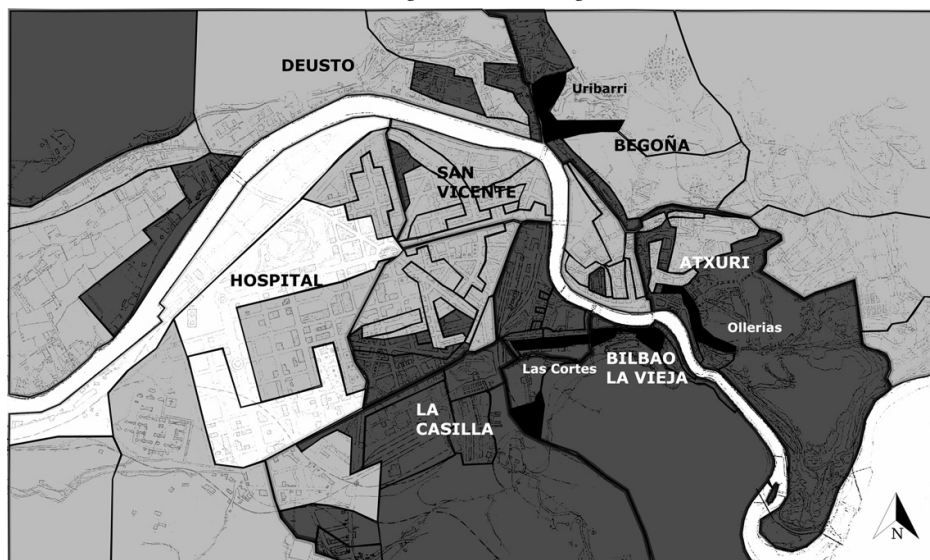 DEUSTO
Uribarri
BEGOÑA
SAN
VICENTE
ATXURI
HOSPITAL
Ollerias
Las Cortes
BILBAO
LA VIEJA
LA
CASILLA
N